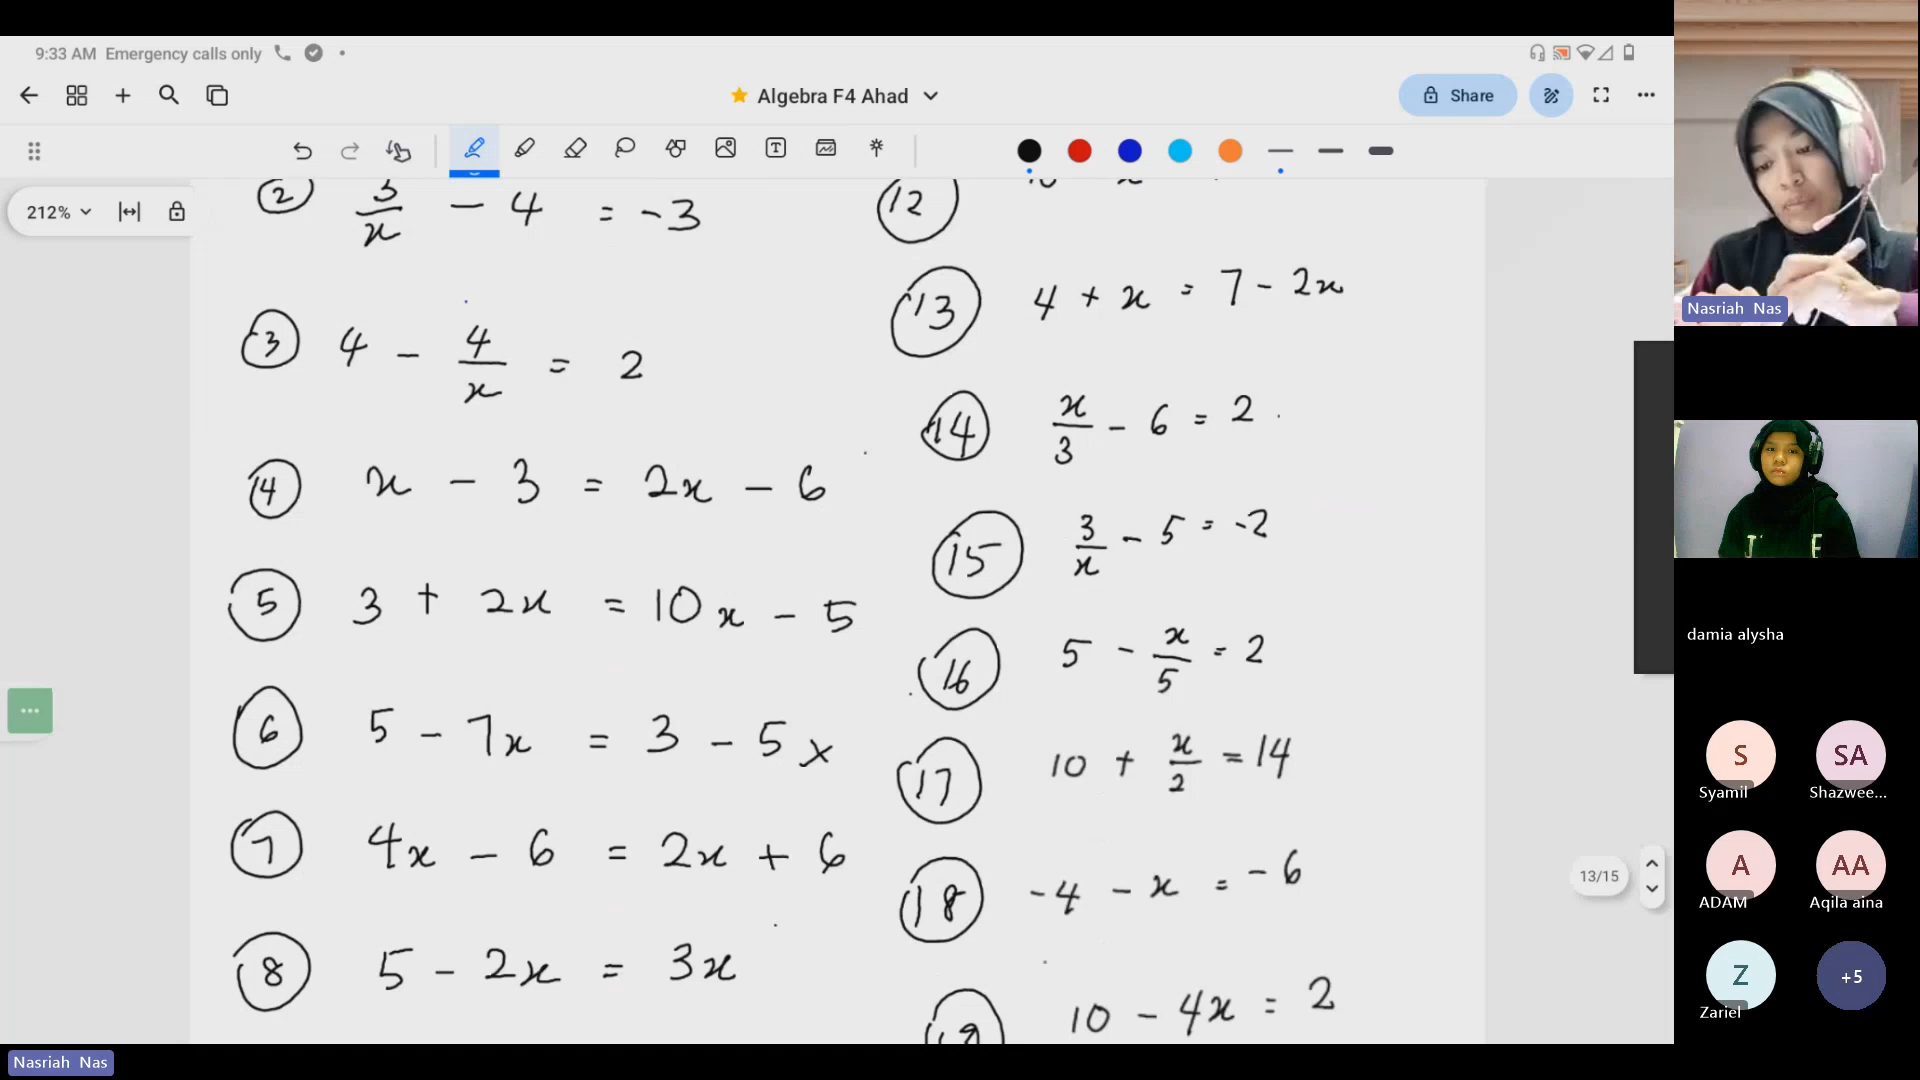 9:33 AM Emergency calls only
Algebra F4 Ahad
Share
212%
② 3/x - 4 = -3
③ 4 - 4/x = 2
④ x - 3 = 2x - 6
⑤ 3 + 2x = 10x - 5
⑥ 5 - 7x = 3 - 5x
⑦ 4x - 6 = 2x + 6
⑧ 5 - 2x = 3x
⑫
⑬ 4 + x = 7 - 2x
⑭ x/3 - 6 = 2
⑮ 3/x - 5 = -2
⑯ 5 - x/5 = 2
⑰ 10 + x/2 = 14
⑱ -4 - x = -6
10 - 4x = 2
13/15
Nasriah Nas
damia alysha
S
Syamil
SA
Shazwee...
A
ADAM
AA
Aqila aina
Z
Zariel
+5
Nasriah Nas